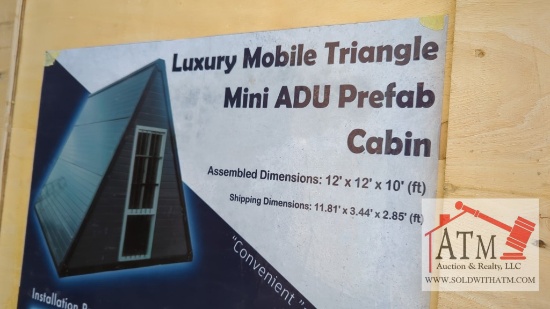 Luxury Mobile Triangle
Mini ADU Prefab
Cabin
Assembled Dimensions: 12' x 12' x 10' (ft)
Shipping Dimensions: 11.81' x 3.44' x 2.85' (ft)
"Convenient
Installation
ATM
Auction & Realty, LLC
WWW.SOLDWITHATM.COM